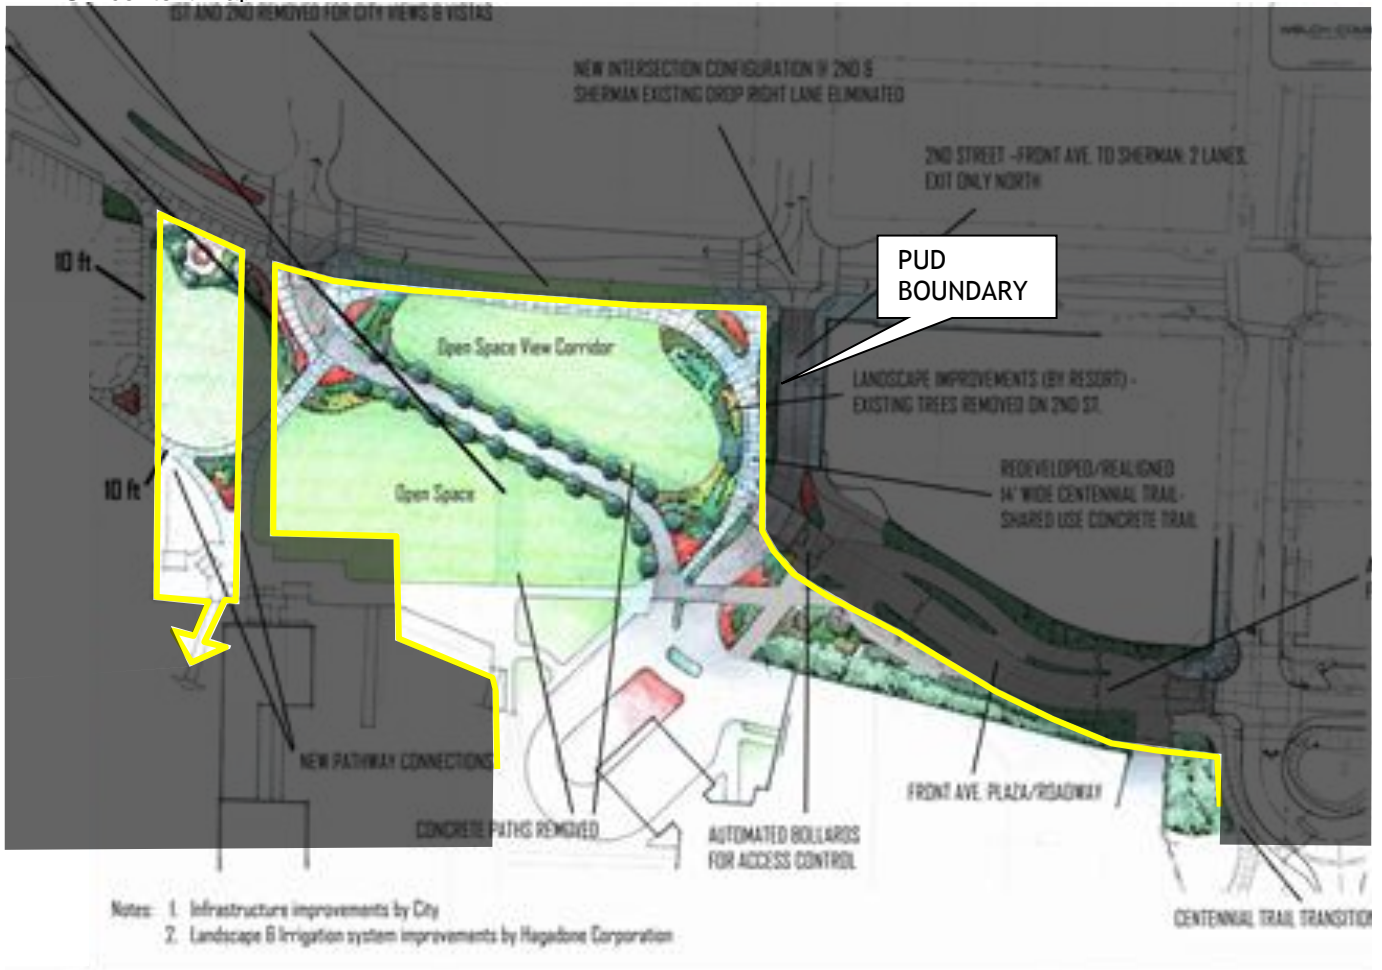 1ST AND 2ND REMOVED FOR CITY VIEWS & VISTAS
NEW INTERSECTION CONFIGURATION @ 2ND &
SHERMAN EXISTING DROP RIGHT LANE ELIMINATED
2ND STREET -FRONT AVE. TO SHERMAN: 2 LANES,
EXIT ONLY NORTH
PUD
BOUNDARY
10 ft
Open Space View Corridor
LANDSCAPE IMPROVEMENTS (BY RESORT) -
EXISTING TREES REMOVED ON 2ND ST.
10 ft
Open Space
REDEVELOPED/REALIGNED
14' WIDE CENTENNIAL TRAIL-
SHARED USE CONCRETE TRAIL
NEW PATHWAY CONNECTIONS
FRONT AVE. PLAZA/ROADWAY
CONCRETE PATHS REMOVED
AUTOMATED BOLLARDS
FOR ACCESS CONTROL
Notes: 1. Infrastructure improvements by City
2. Landscape & Irrigation system improvements by Hagadone Corporation
CENTENNIAL TRAIL TRANSITION